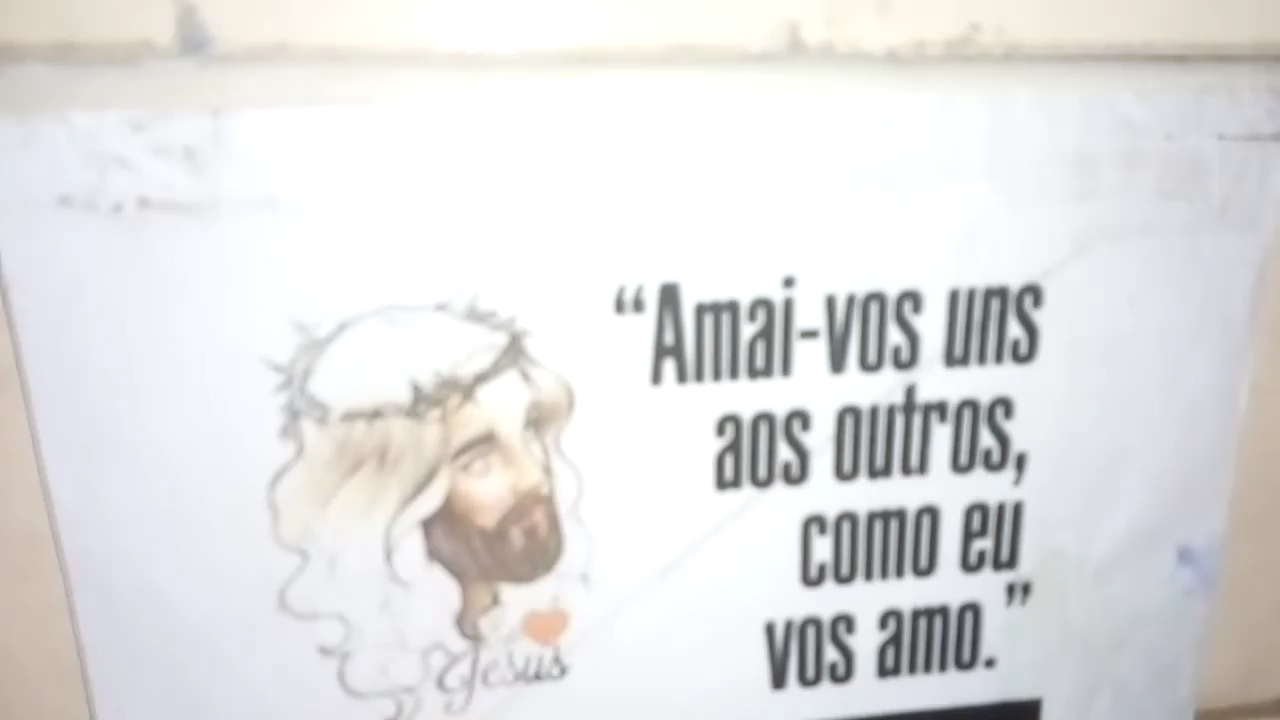 “Amai-vos uns
aos outros,
como eu
vos amo.”
Jesus